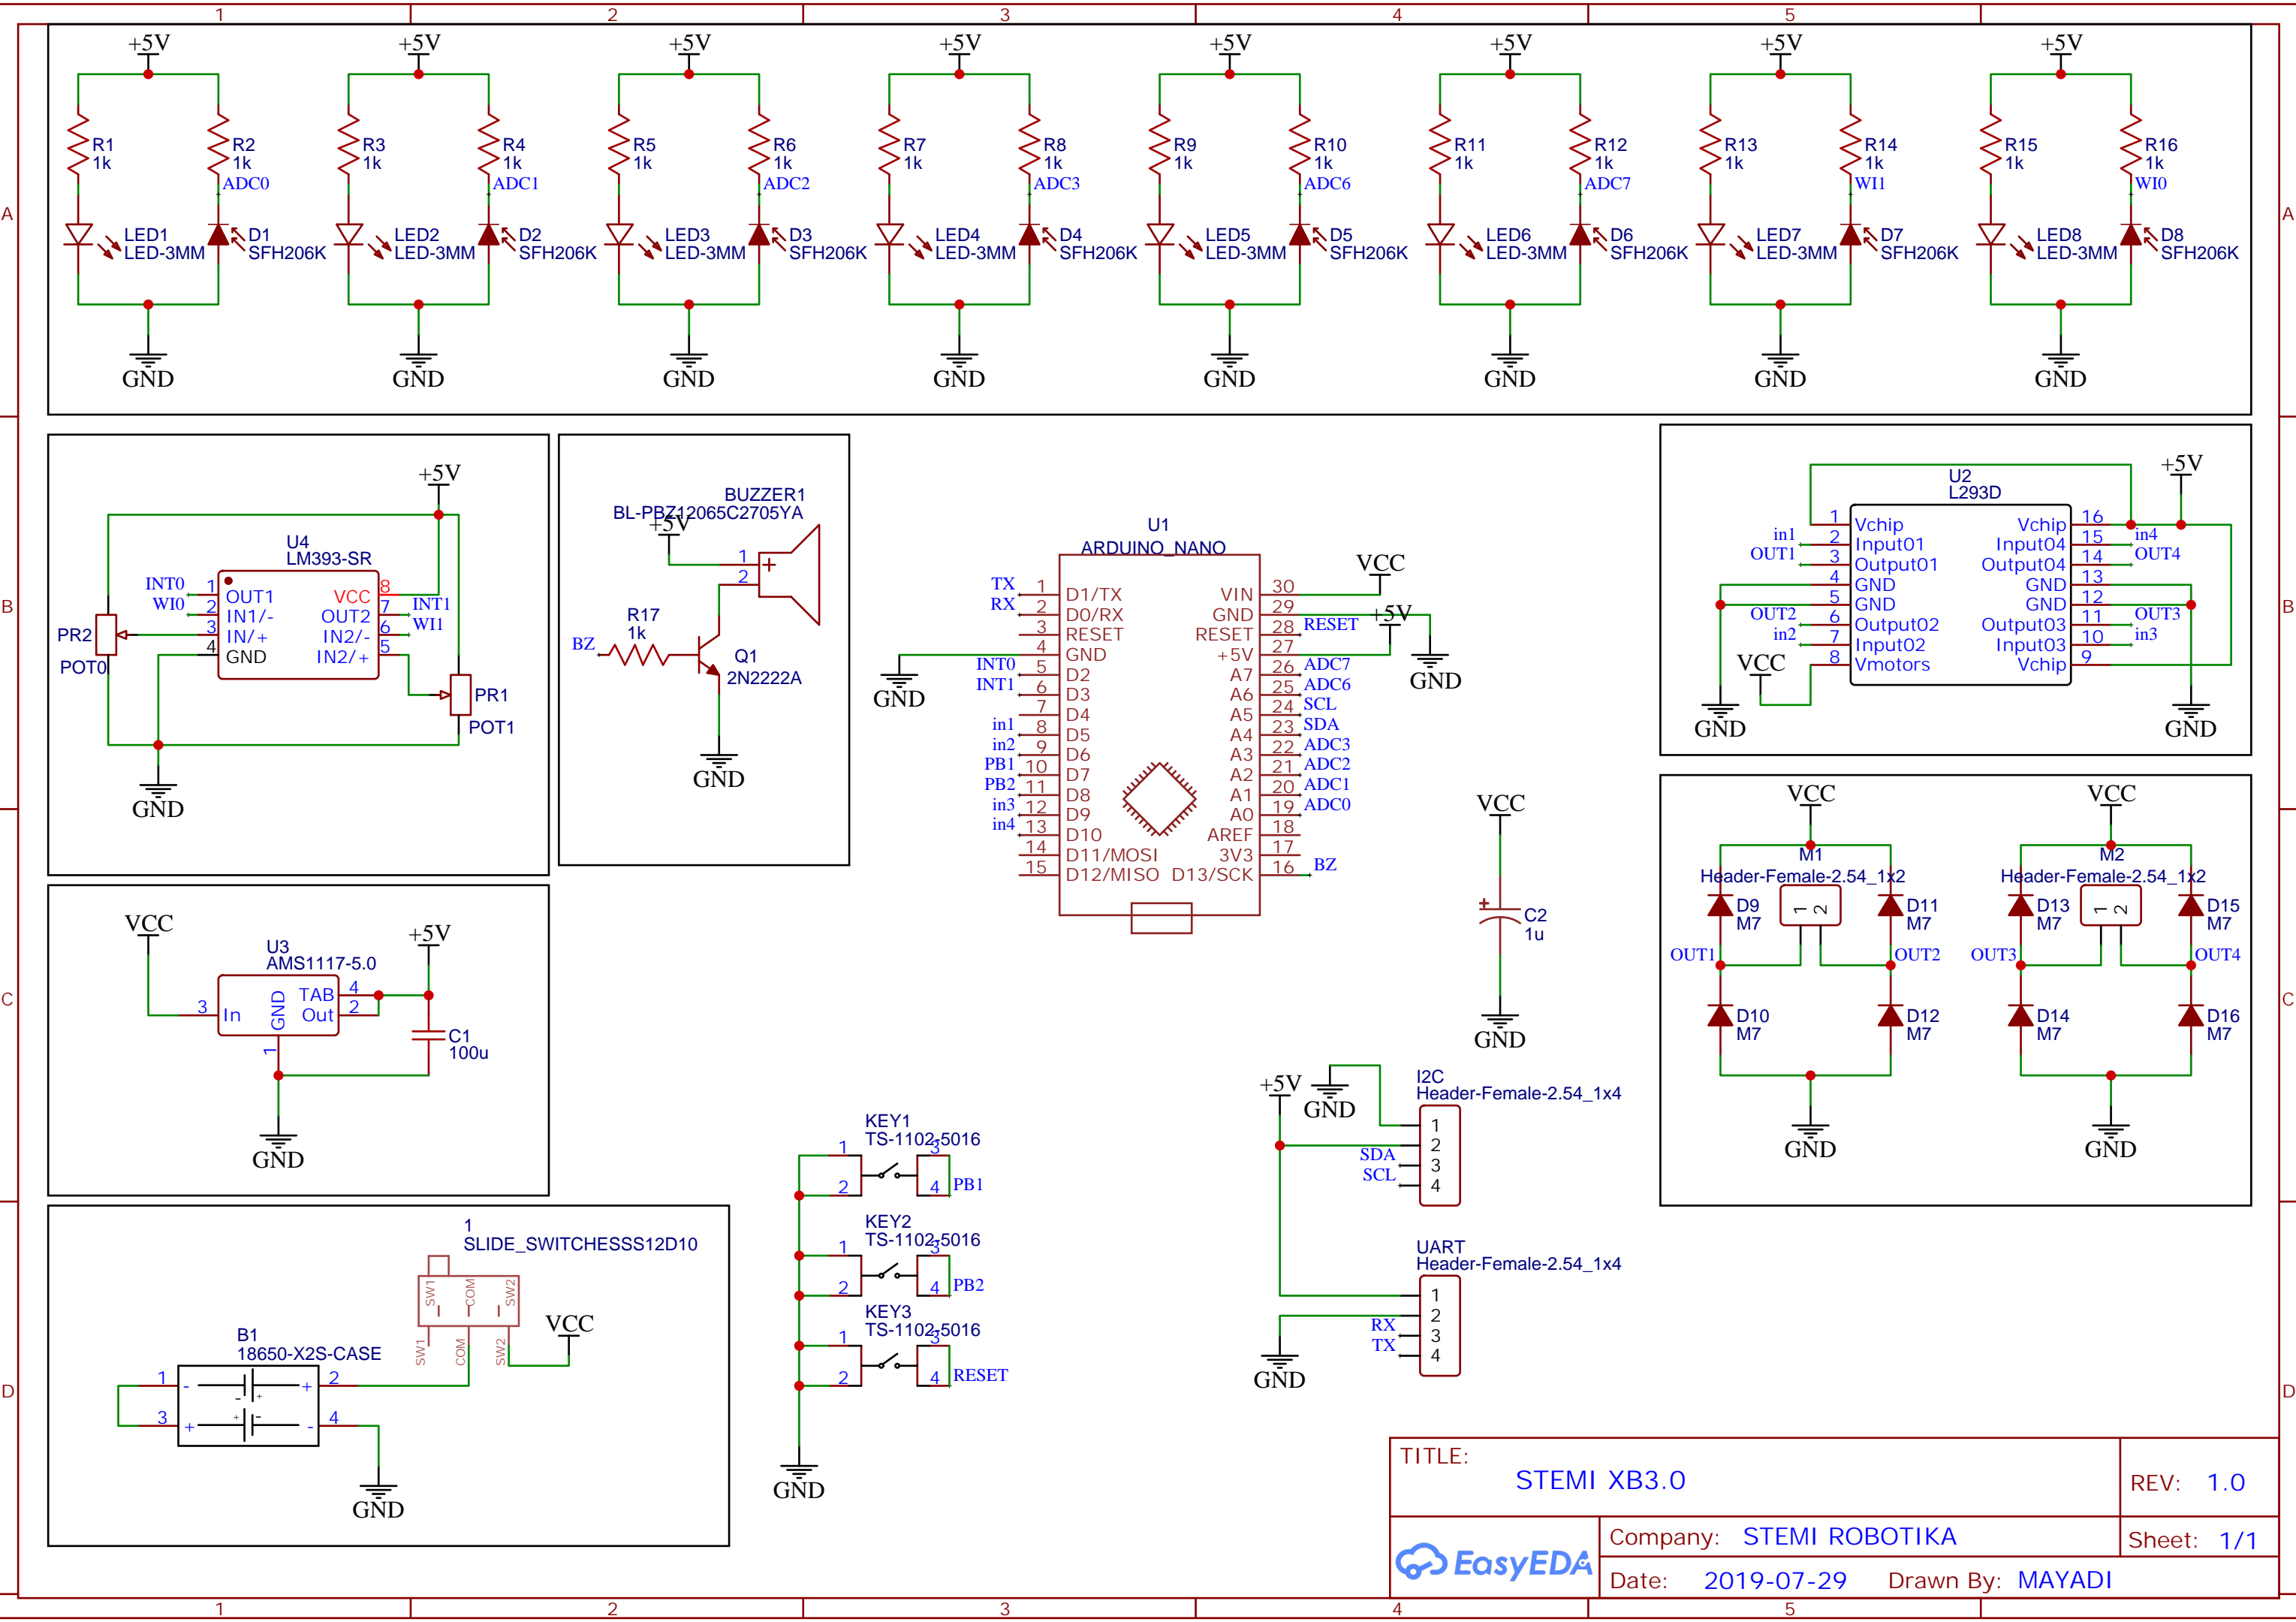 1 2 3 4 5
A
A
B
B
C
C
D
D
+5V +5V +5V +5V +5V +5V +5V +5V
R1
1k
R2
1k
ADC0
LED1
LED-3MM
D1
SFH206K
GND
R3
1k
R4
1k
ADC1
LED2
LED-3MM
D2
SFH206K
GND
R5
1k
R6
1k
ADC2
LED3
LED-3MM
D3
SFH206K
GND
R7
1k
R8
1k
ADC3
LED4
LED-3MM
D4
SFH206K
GND
R9
1k
R10
1k
ADC6
LED5
LED-3MM
D5
SFH206K
GND
R11
1k
R12
1k
ADC7
LED6
LED-3MM
D6
SFH206K
GND
R13
1k
R14
1k
WI1
LED7
LED-3MM
D7
SFH206K
GND
R15
1k
R16
1k
WI0
LED8
LED-3MM
D8
SFH206K
GND
+5V
U4
LM393-SR
INT0 1 OUT1
WI0 2 IN1/-
3 IN/+
4 GND
VCC 8
OUT2 7 INT1
IN2/- 6 WI1
IN2/+ 5
PR2
POT0
PR1
POT1
GND
BUZZER1
BL-PBZ12065C2705YA
+5V
1 +
2
R17
1k
BZ
Q1
2N2222A
GND
U1
ARDUINO_NANO
TX 1 D1/TX
RX 2 D0/RX
3 RESET
4 GND
INT0 5 D2
INT1 6 D3
7 D4
in1 8 D5
in2 9 D6
PB1 10 D7
PB2 11 D8
in3 12 D9
in4 13 D10
14 D11/MOSI
15 D12/MISO
GND
VIN 30 VCC
GND 29
RESET 28 RESET
+5V 27 +5V
GND
A7 26 ADC7
A6 25 ADC6
A5 24 SCL
A4 23 SDA
A3 22 ADC3
A2 21 ADC2
A1 20 ADC1
A0 19 ADC0
AREF 18
3V3 17
D13/SCK 16 BZ
U2
L293D
+5V
1 Vchip
in1 2 Input01
OUT1 3 Output01
4 GND
5 GND
OUT2 6 Output02
in2 7 Input02
VCC 8 Vmotors
Vchip 16
Input04 15 in4
Output04 14 OUT4
GND 13
GND 12
Output03 11 OUT3
Input03 10 in3
Vchip 9
GND
GND
VCC
C2
1u
GND
VCC
M1
Header-Female-2.54_1x2
1 2
D9
M7
D11
M7
OUT1
OUT2
D10
M7
D12
M7
GND
VCC
M2
Header-Female-2.54_1x2
1 2
D13
M7
D15
M7
OUT3
OUT4
D14
M7
D16
M7
GND
VCC
U3
AMS1117-5.0
+5V
3 In
GND
1
TAB 4
Out 2
C1
100u
GND
KEY1
TS-1102-5016
1 3
2 4 PB1
KEY2
TS-1102-5016
1 3
2 4 PB2
KEY3
TS-1102-5016
1 3
2 4 RESET
GND
+5V
GND
I2C
Header-Female-2.54_1x4
1
2
SDA 3
SCL 4
UART
Header-Female-2.54_1x4
1
2
RX 3
TX 4
GND
1
SLIDE_SWITCHESSS12D10
SW1 COM SW2
SW1 COM SW2
VCC
B1
18650-X2S-CASE
1 - + 2
- +
+ -
3 + - 4
GND
TITLE:
STEMI XB3.0
REV: 1.0
EasyEDA
Company: STEMI ROBOTIKA
Sheet: 1/1
Date: 2019-07-29 Drawn By: MAYADI
1 2 3 4 5